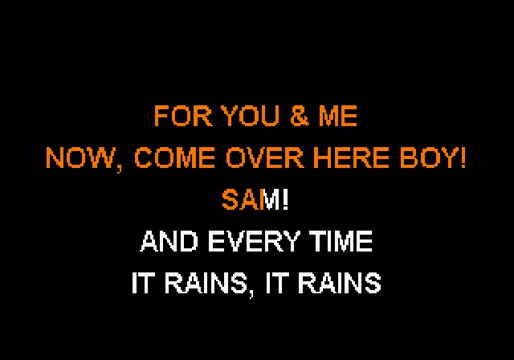 FOR YOU & ME
NOW, COME OVER HERE BOY!
SAM!
AND EVERY TIME
IT RAINS, IT RAINS